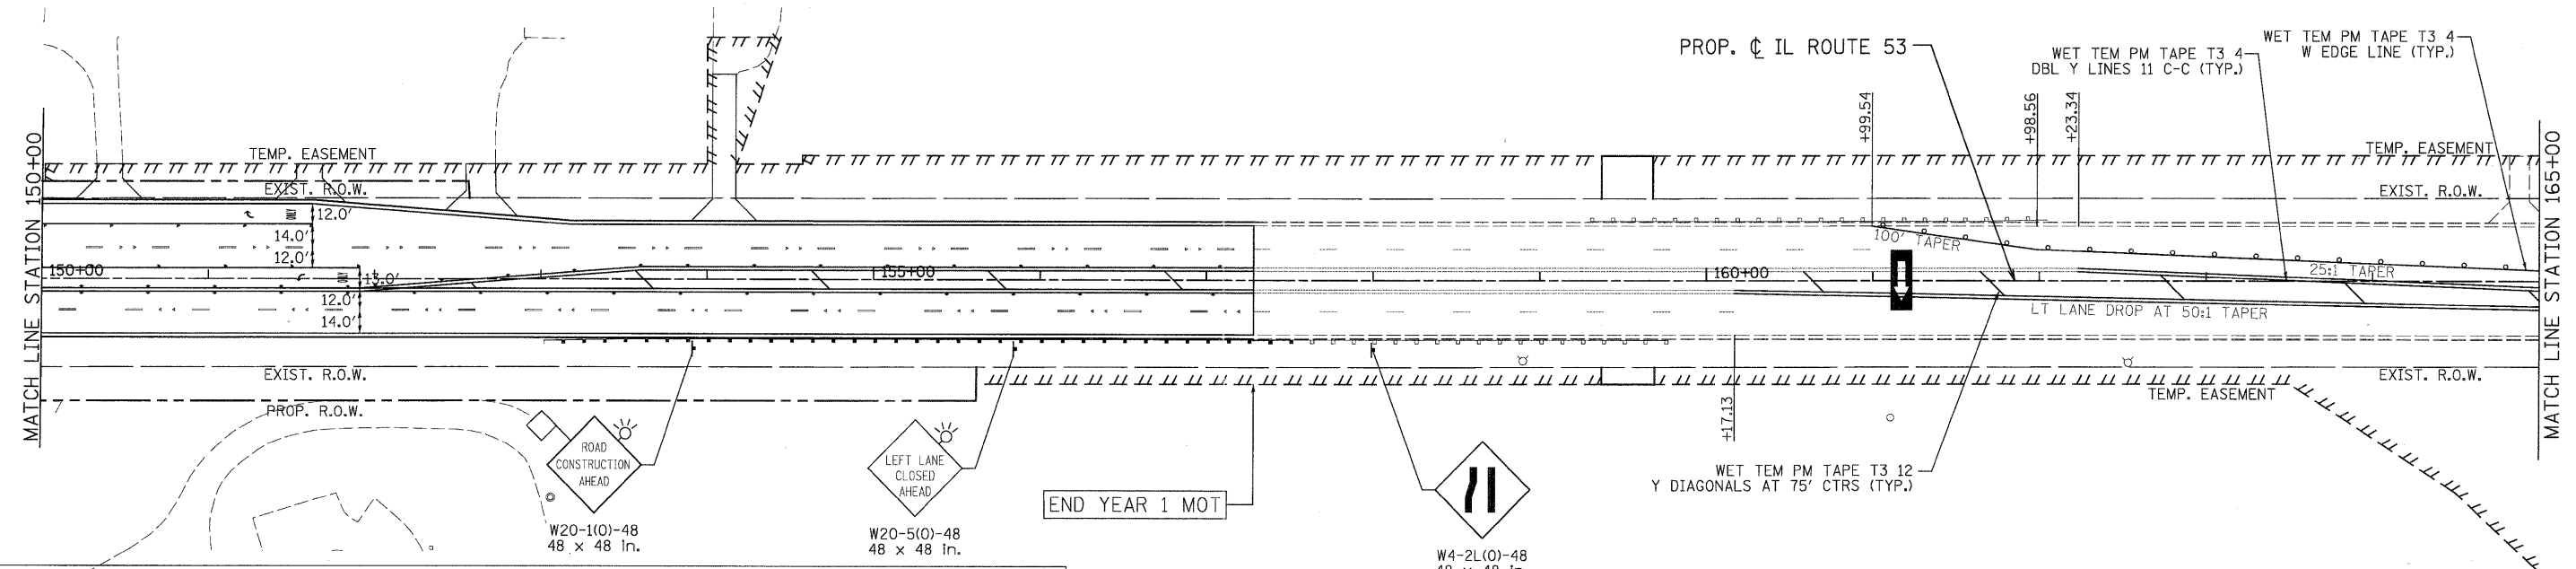 PROP. ℄ IL ROUTE 53
WET TEM PM TAPE T3 4
DBL Y LINES 11 C-C (TYP.)
WET TEM PM TAPE T3 4
W EDGE LINE (TYP.)
+99.54
+98.56
+23.34
MATCH LINE STATION 150+00
MATCH LINE STATION 165+00
TEMP. EASEMENT
TEMP. EASEMENT
EXIST. R.O.W.
EXIST. R.O.W.
12.0'
14.0'
12.0'
100' TAPER
150+00
13.0'
155+00
160+00
25:1 TAPER
12.0'
14.0'
LT LANE DROP AT 50:1 TAPER
EXIST. R.O.W.
EXIST. R.O.W.
TEMP. EASEMENT
PROP. R.O.W.
+17.13
ROAD
CONSTRUCTION
AHEAD
W20-1(O)-48
48 x 48 in.
LEFT LANE
CLOSED
AHEAD
W20-5(O)-48
48 x 48 in.
END YEAR 1 MOT
W4-2L(O)-48
48 x 48 in.
WET TEM PM TAPE T3 12
Y DIAGONALS AT 75' CTRS (TYP.)